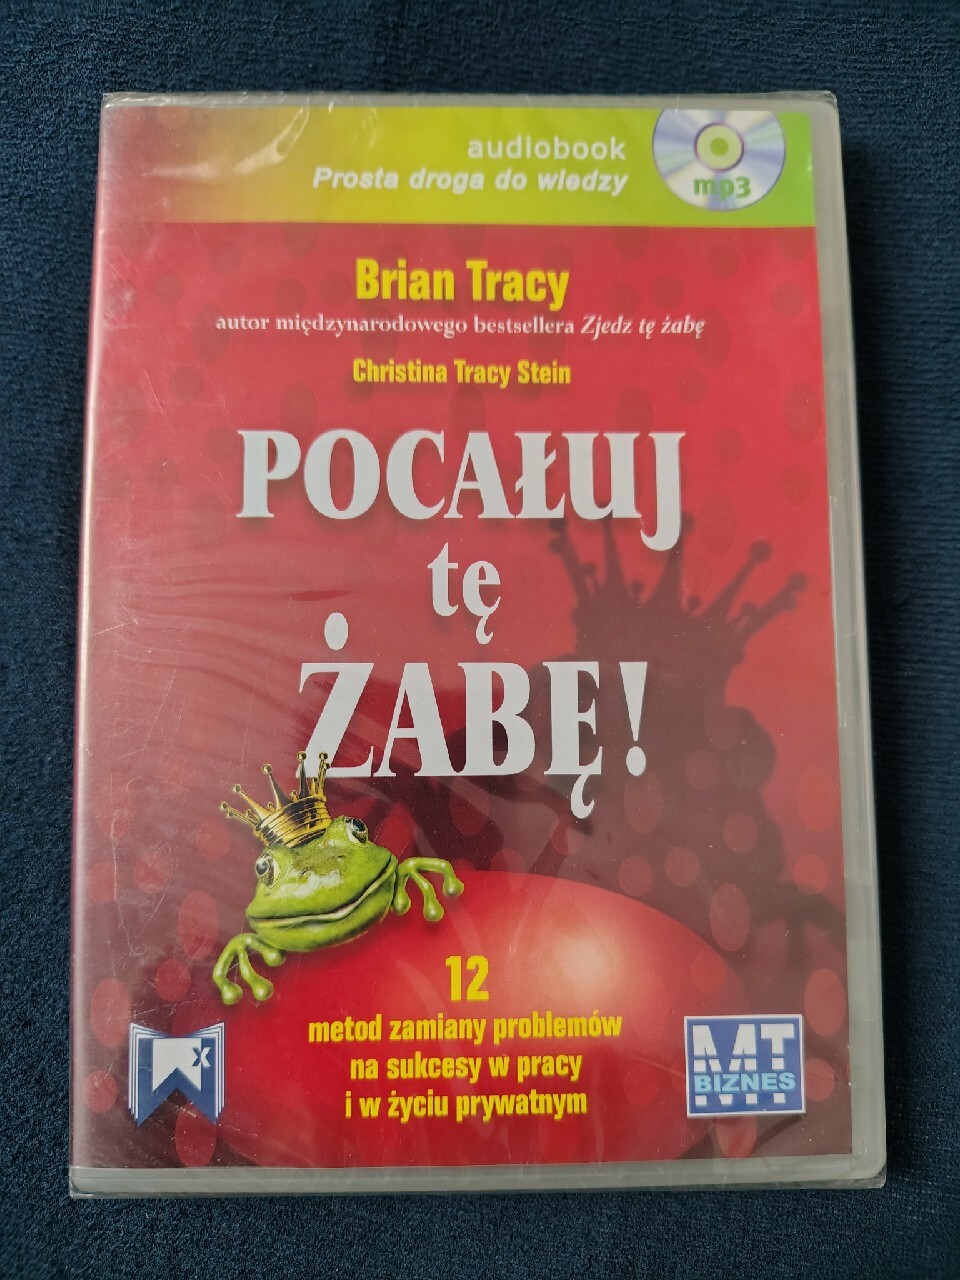 audiobook
Prosta droga do wiedzy
mp3
Brian Tracy
autor międzynarodowego bestsellera Zjedz tę żabę
Christina Tracy Stein
POCAŁUJ
tę
ŻABĘ!
12
metod zamiany problemów
na sukcesy w pracy
i w życiu prywatnym
X
MT
BIZNES